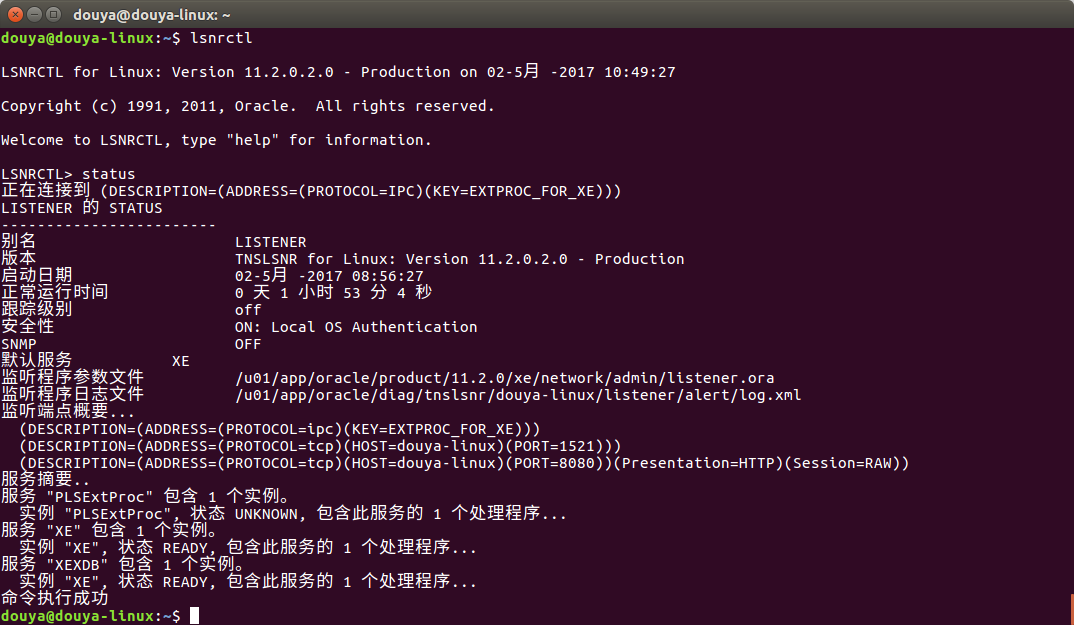 douya@douya-linux: ~
douya@douya-linux:~$ lsnrctl
LSNRCTL for Linux: Version 11.2.0.2.0 - Production on 02-5月 -2017 10:49:27
Copyright (c) 1991, 2011, Oracle.  All rights reserved.
Welcome to LSNRCTL, type "help" for information.
LSNRCTL> status
正在连接到 (DESCRIPTION=(ADDRESS=(PROTOCOL=IPC)(KEY=EXTPROC_FOR_XE)))
LISTENER 的 STATUS
------------------------
别名                      LISTENER
版本                      TNSLSNR for Linux: Version 11.2.0.2.0 - Production
启动日期                  02-5月 -2017 08:56:27
正常运行时间              0 天 1 小时 53 分 4 秒
跟踪级别                  off
安全性                    ON: Local OS Authentication
SNMP                      OFF
默认服务           XE
监听程序参数文件          /u01/app/oracle/product/11.2.0/xe/network/admin/listener.ora
监听程序日志文件          /u01/app/oracle/diag/tnslsnr/douya-linux/listener/alert/log.xml
监听端点概要...
  (DESCRIPTION=(ADDRESS=(PROTOCOL=ipc)(KEY=EXTPROC_FOR_XE)))
  (DESCRIPTION=(ADDRESS=(PROTOCOL=tcp)(HOST=douya-linux)(PORT=1521)))
  (DESCRIPTION=(ADDRESS=(PROTOCOL=tcp)(HOST=douya-linux)(PORT=8080))(Presentation=HTTP)(Session=RAW))
服务摘要..
服务 "PLSExtProc" 包含 1 个实例。
  实例 "PLSExtProc", 状态 UNKNOWN, 包含此服务的 1 个处理程序...
服务 "XE" 包含 1 个实例。
  实例 "XE", 状态 READY, 包含此服务的 1 个处理程序...
服务 "XEXDB" 包含 1 个实例。
  实例 "XE", 状态 READY, 包含此服务的 1 个处理程序...
命令执行成功
douya@douya-linux:~$